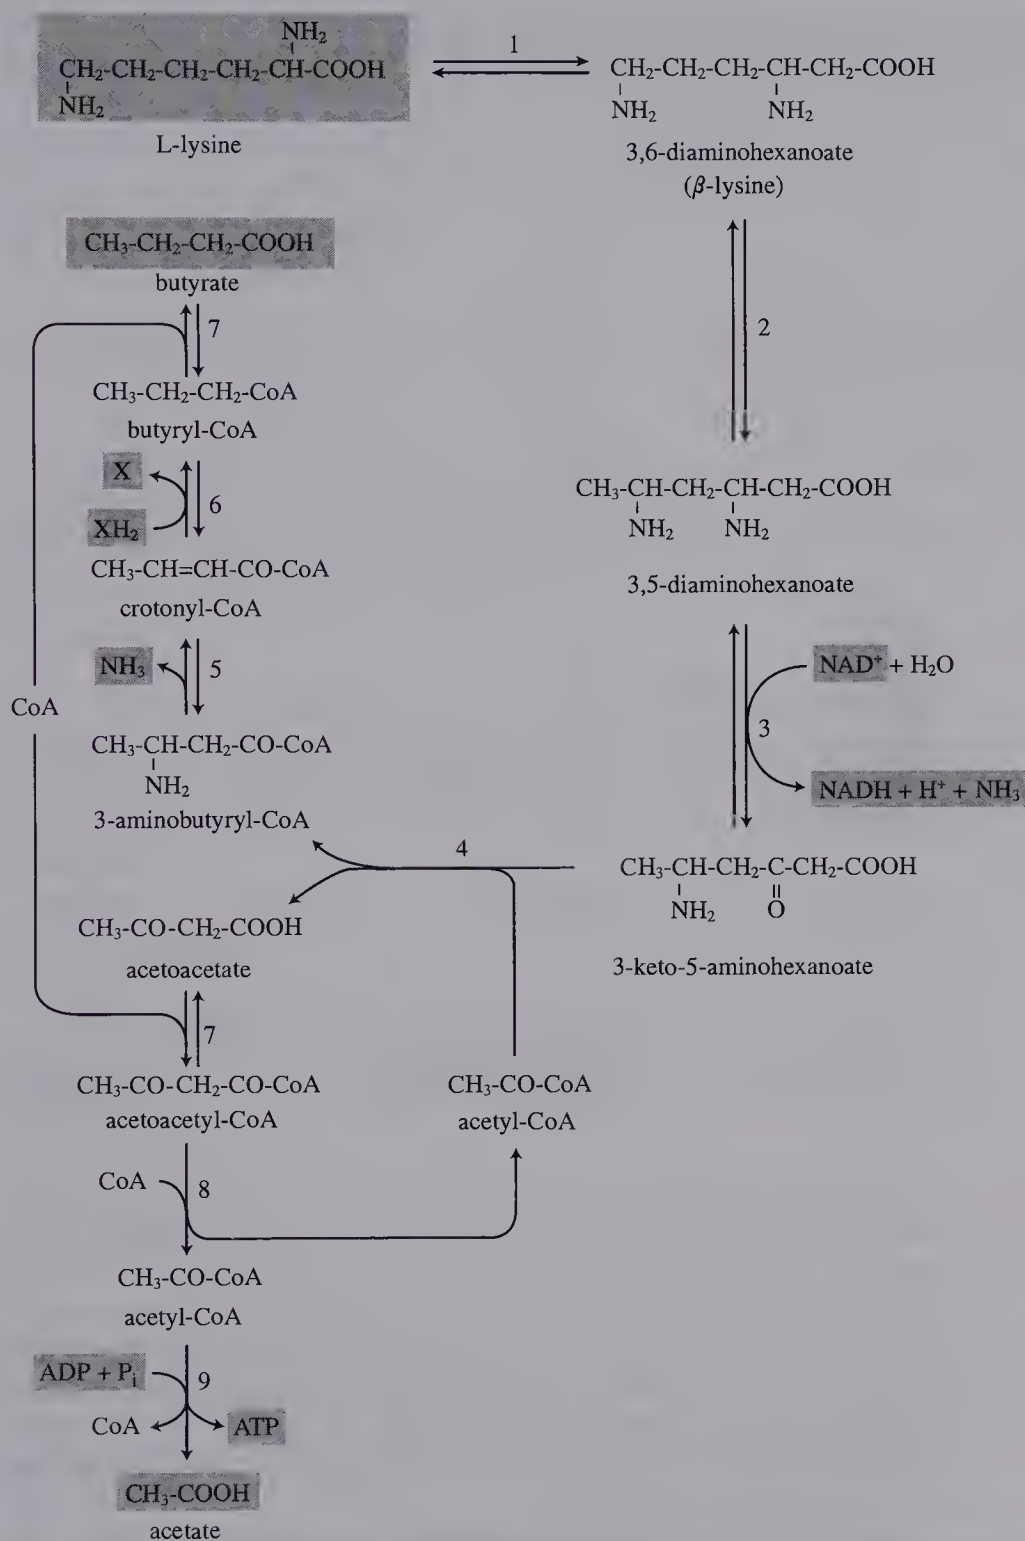 NH₂
CH₂-CH₂-CH₂-CH₂-CH-COOH
NH₂
L-lysine
1
CH₂-CH₂-CH₂-CH-CH₂-COOH
NH₂ NH₂
3,6-diaminohexanoate
(β-lysine)
CH₃-CH₂-CH₂-COOH
butyrate
7
2
CH₃-CH₂-CH₂-CoA
butyryl-CoA
X
6
XH₂
CH₃-CH=CH-CO-CoA
crotonyl-CoA
CH₃-CH-CH₂-CH-CH₂-COOH
NH₂ NH₂
3,5-diaminohexanoate
NH₃
5
CoA
NAD⁺ + H₂O
3
NADH + H⁺ + NH₃
CH₃-CH-CH₂-CO-CoA
NH₂
3-aminobutyryl-CoA
4
CH₃-CH-CH₂-C-CH₂-COOH
NH₂ O
3-keto-5-aminohexanoate
CH₃-CO-CH₂-COOH
acetoacetate
7
CH₃-CO-CH₂-CO-CoA
acetoacetyl-CoA
CH₃-CO-CoA
acetyl-CoA
CoA
8
CH₃-CO-CoA
acetyl-CoA
ADP + Pᵢ
9
CoA
ATP
CH₃-COOH
acetate